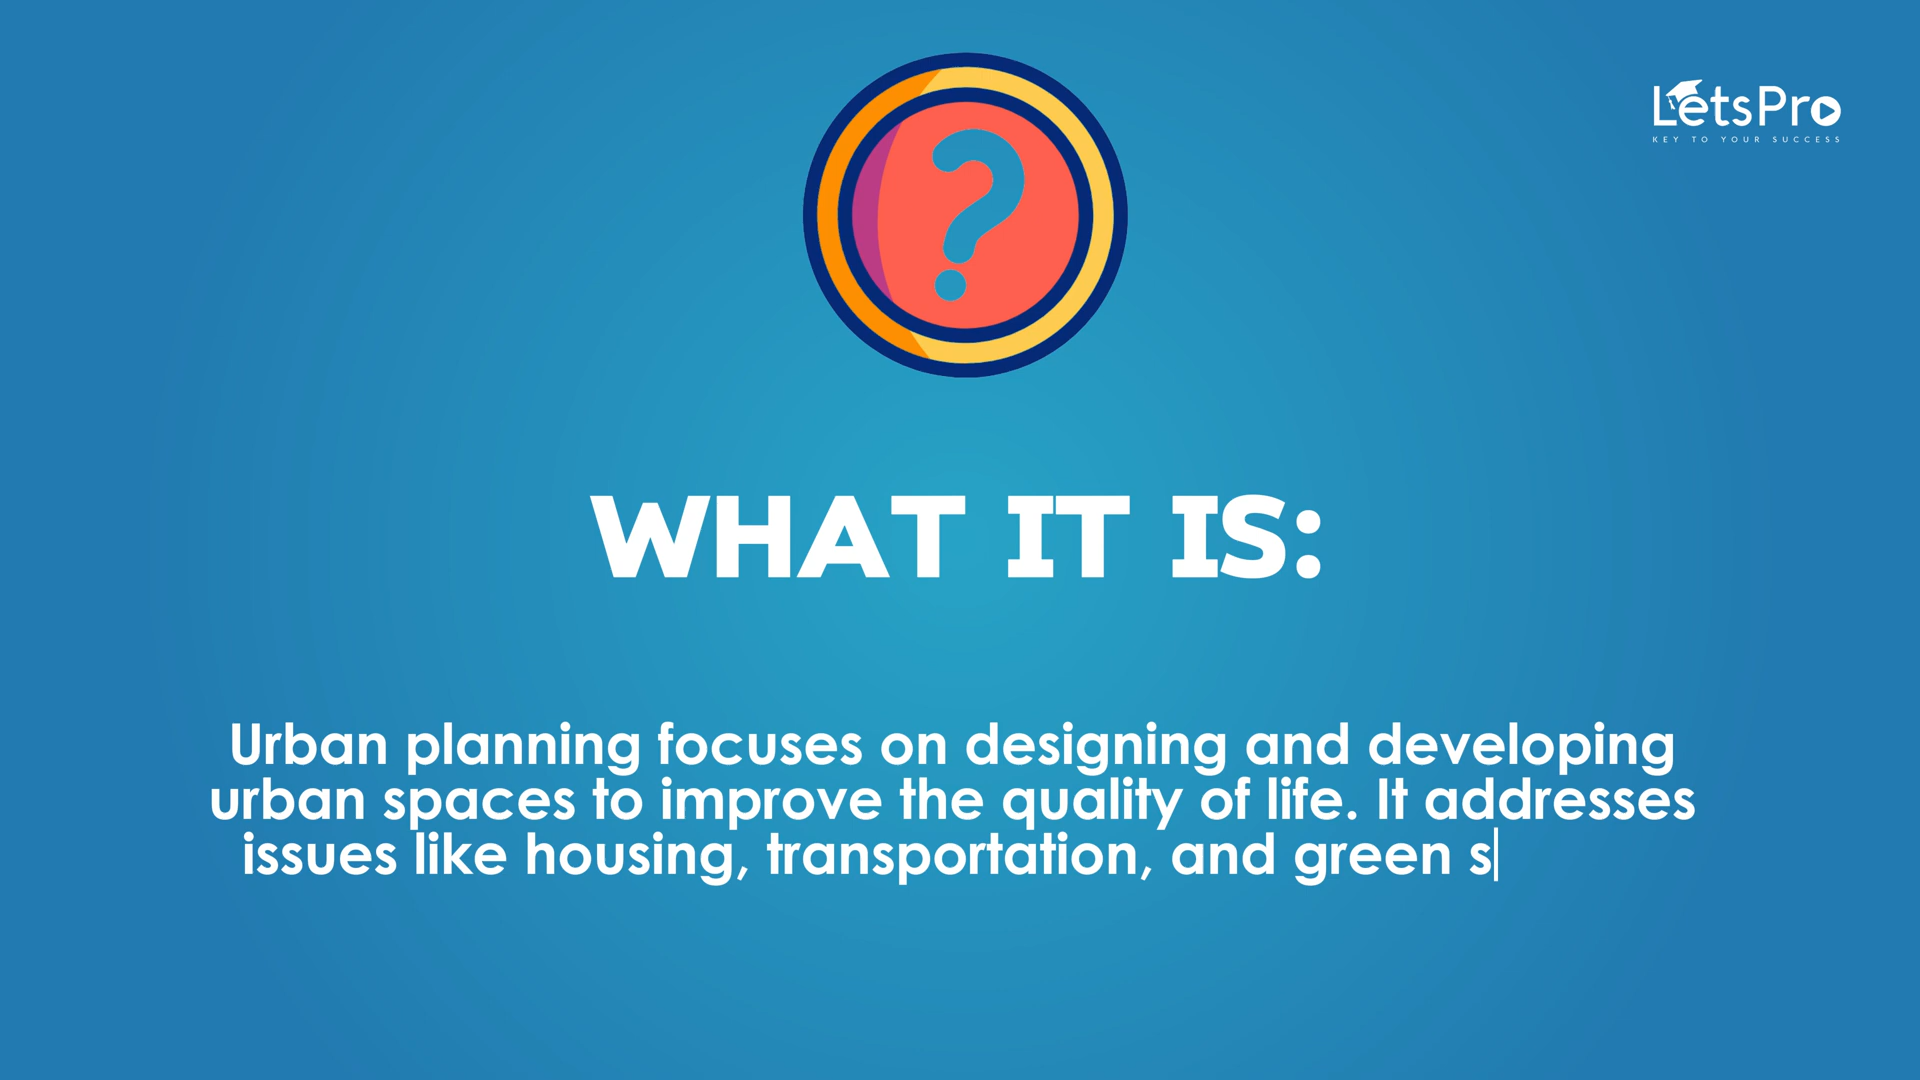 LetsPro
KEY TO YOUR SUCCESS
?
WHAT IT IS:
Urban planning focuses on designing and developing
urban spaces to improve the quality of life. It addresses
issues like housing, transportation, and green s